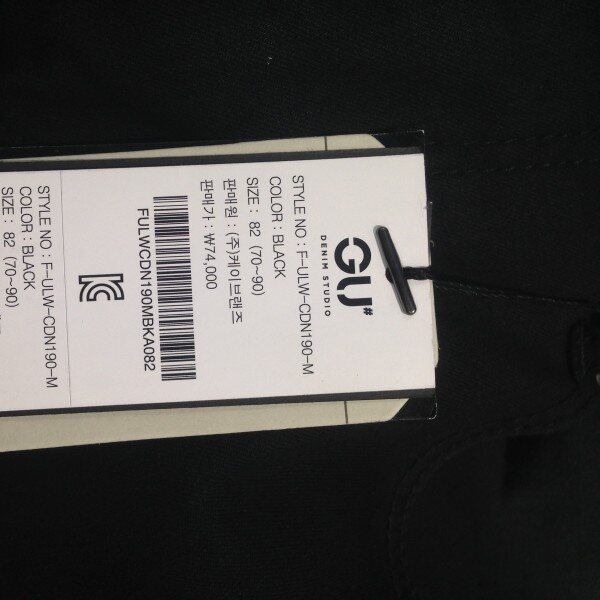 GU#
DENIM STUDIO
STYLE NO : F-ULW-CDN190-M
COLOR : BLACK
SIZE : 82 (70~90)
판매원 : (주)케이브랜즈
판매가 : ₩74,000
FULWCDN190MBKA082
STYLE NO : F-ULW-CDN190-M
COLOR : BLACK
SIZE : 82 (70~90)